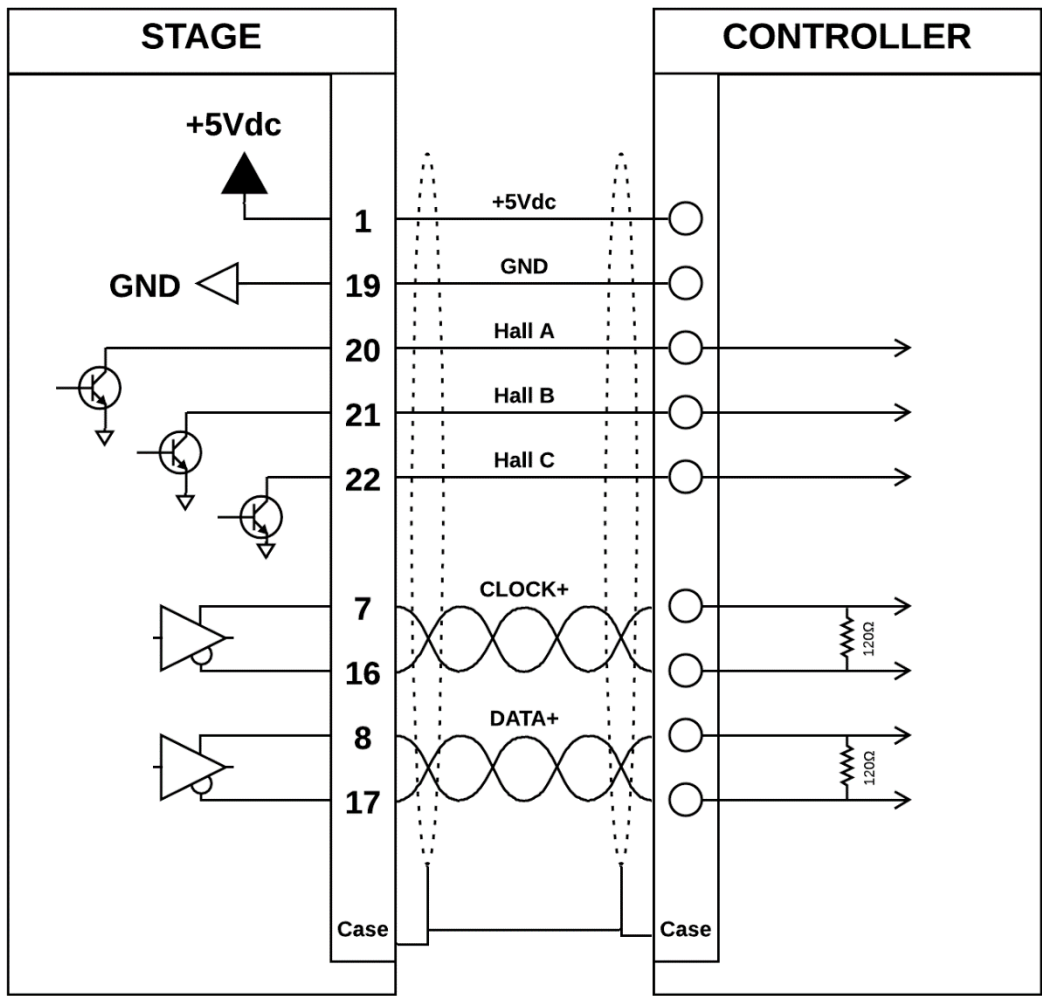 STAGE
CONTROLLER
+5Vdc
1
+5Vdc
GND
19
GND
20
Hall A
21
Hall B
22
Hall C
7
CLOCK+
16
120Ω
8
DATA+
17
120Ω
Case
Case